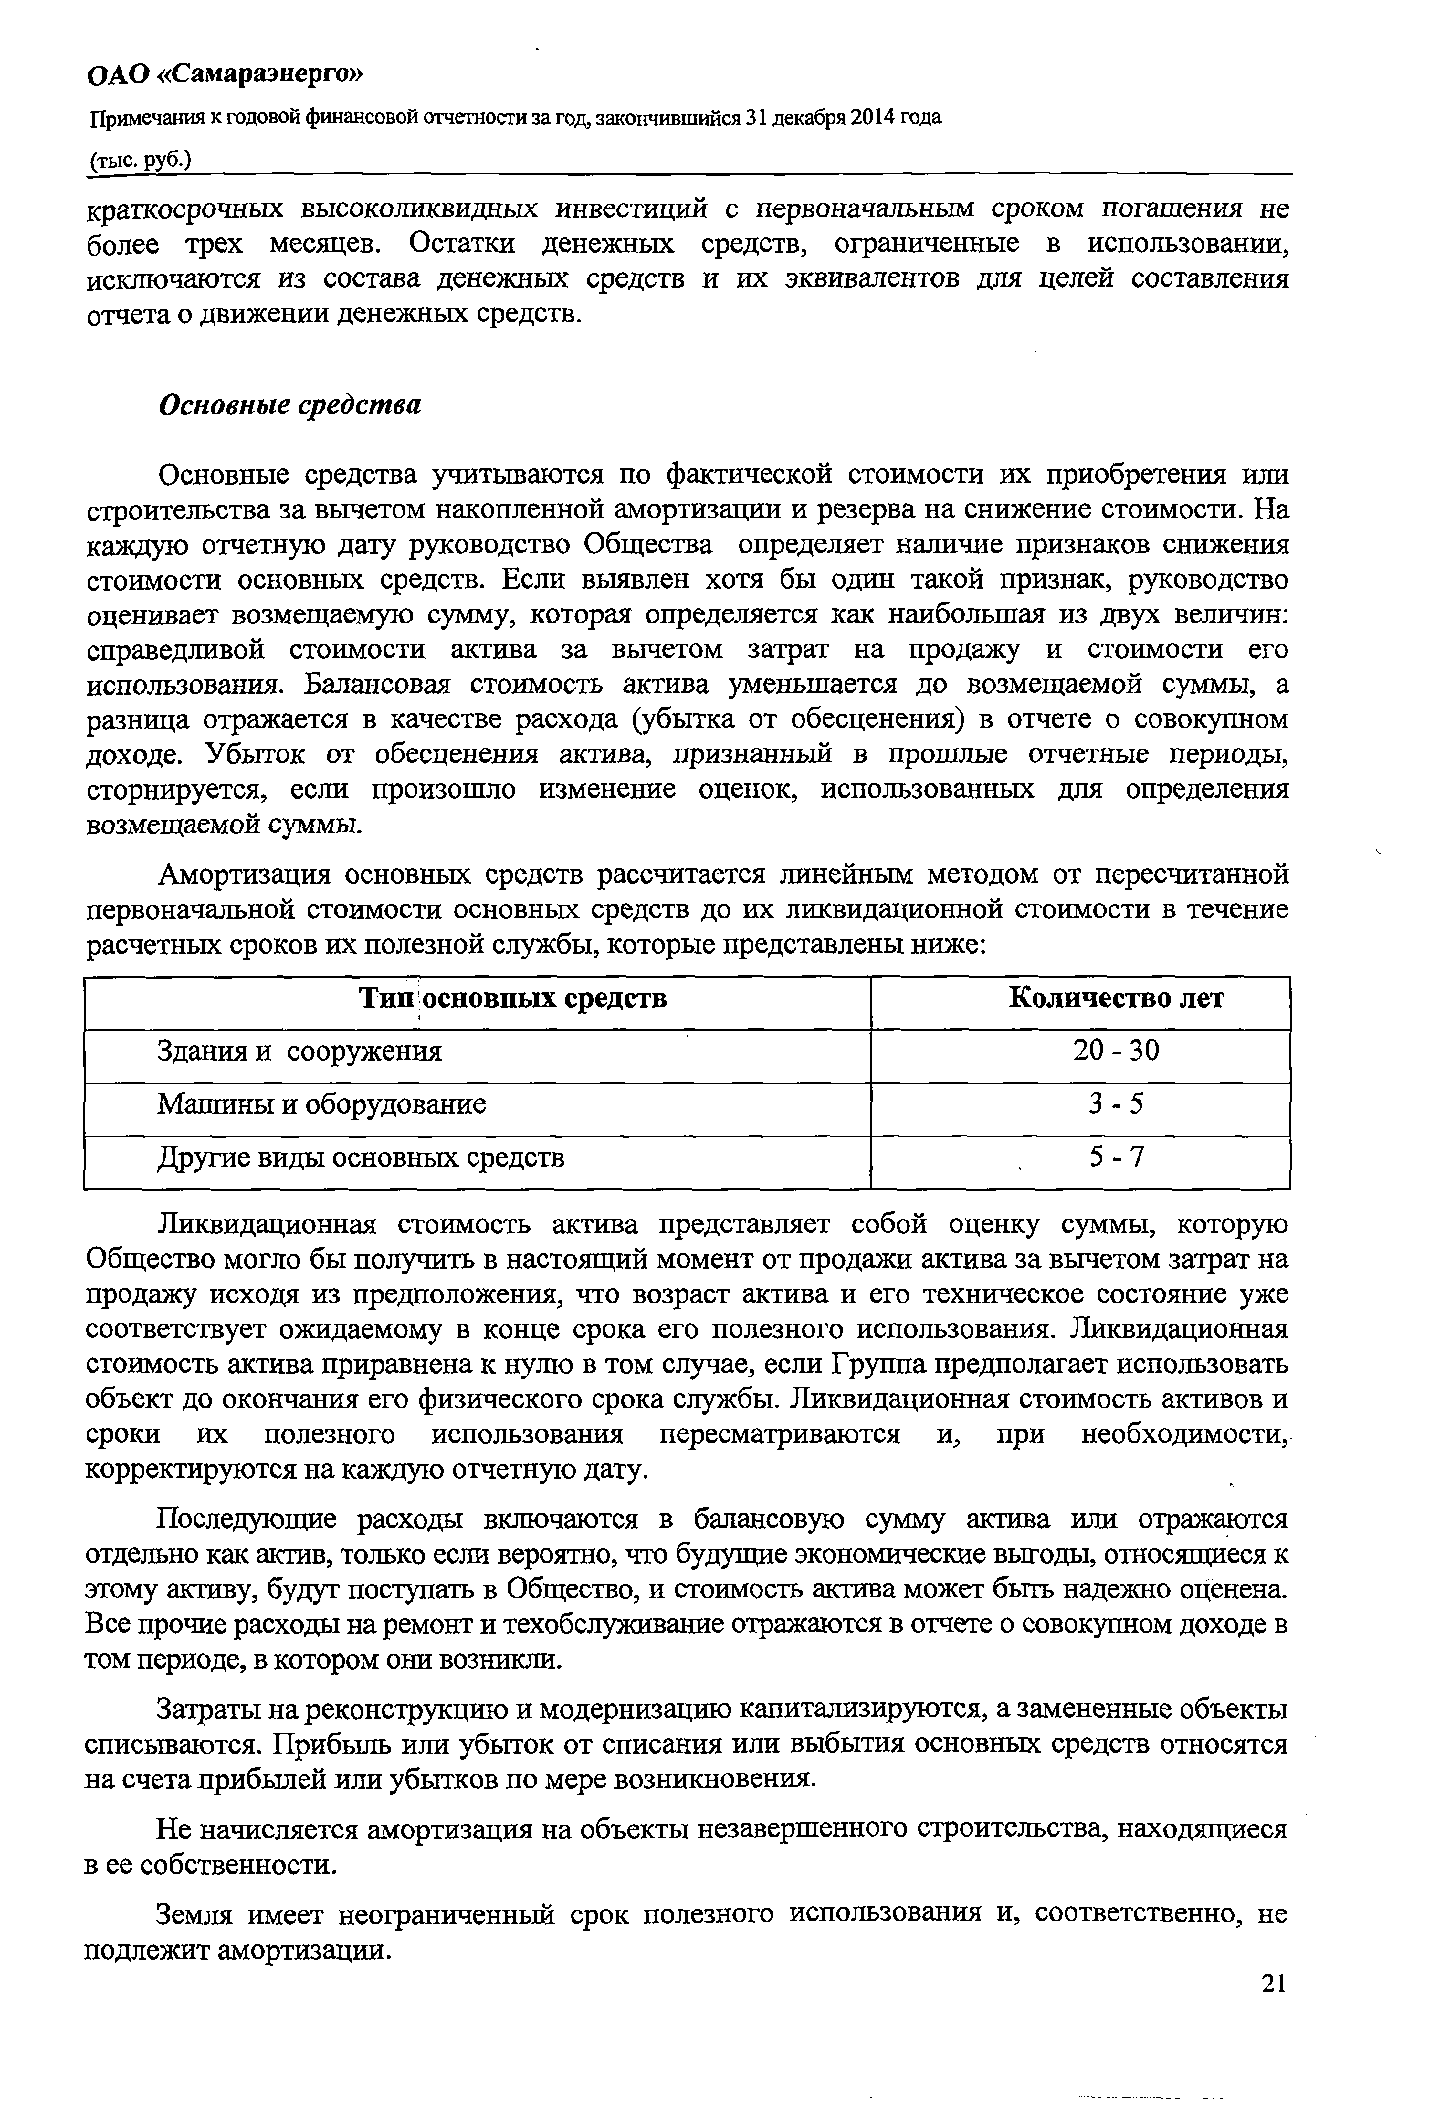 ОАО «Самараэнерго»
Примечания к годовой финансовой отчетности за год, закончившийся 31 декабря 2014 года
(тыс. руб.)
краткосрочных высоколиквидных инвестиций с первоначальным сроком погашения не
более трех месяцев. Остатки денежных средств, ограниченные в использовании,
исключаются из состава денежных средств и их эквивалентов для целей составления
отчета о движении денежных средств.
Основные средства
Основные средства учитываются по фактической стоимости их приобретения или
строительства за вычетом накопленной амортизации и резерва на снижение стоимости. На
каждую отчетную дату руководство Общества определяет наличие признаков снижения
стоимости основных средств. Если выявлен хотя бы один такой признак, руководство
оценивает возмещаемую сумму, которая определяется как наибольшая из двух величин:
справедливой стоимости актива за вычетом затрат на продажу и стоимости его
использования. Балансовая стоимость актива уменьшается до возмещаемой суммы, а
разница отражается в качестве расхода (убытка от обесценения) в отчете о совокупном
доходе. Убыток от обесценения актива, признанный в прошлые отчетные периоды,
сторнируется, если произошло изменение оценок, использованных для определения
возмещаемой суммы.
Амортизация основных средств рассчитается линейным методом от пересчитанной
первоначальной стоимости основных средств до их ликвидационной стоимости в течение
расчетных сроков их полезной службы, которые представлены ниже:
Тип основных средств Количество лет
Здания и сооружения 20 - 30
Машины и оборудование 3 - 5
Другие виды основных средств 5 - 7
Ликвидационная стоимость актива представляет собой оценку суммы, которую
Общество могло бы получить в настоящий момент от продажи актива за вычетом затрат на
продажу исходя из предположения, что возраст актива и его техническое состояние уже
соответствует ожидаемому в конце срока его полезного использования. Ликвидационная
стоимость актива приравнена к нулю в том случае, если Группа предполагает использовать
объект до окончания его физического срока службы. Ликвидационная стоимость активов и
сроки их полезного использования пересматриваются и, при необходимости,
корректируются на каждую отчетную дату.
Последующие расходы включаются в балансовую сумму актива или отражаются
отдельно как актив, только если вероятно, что будущие экономические выгоды, относящиеся к
этому активу, будут поступать в Общество, и стоимость актива может быть надежно оценена.
Все прочие расходы на ремонт и техобслуживание отражаются в отчете о совокупном доходе в
том периоде, в котором они возникли.
Затраты на реконструкцию и модернизацию капитализируются, а замененные объекты
списываются. Прибыль или убыток от списания или выбытия основных средств относятся
на счета прибылей или убытков по мере возникновения.
Не начисляется амортизация на объекты незавершенного строительства, находящиеся
в ее собственности.
Земля имеет неограниченный срок полезного использования и, соответственно, не
подлежит амортизации.
21